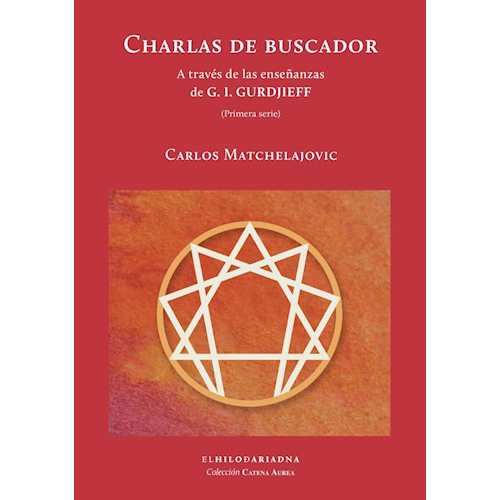 Charlas de buscador
A través de las enseñanzas
de G. I. GURDJIEFF
(Primera serie)
Carlos Matchelajovic
ELHILODARIADNA
Colección Catena Aurea